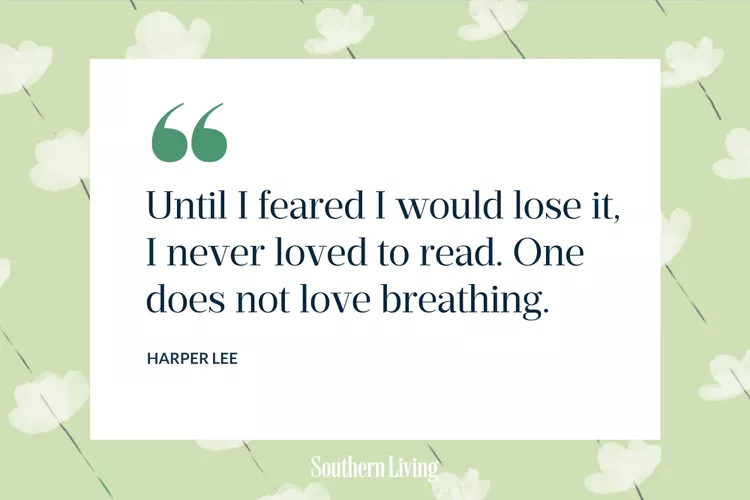 “
Until I feared I would lose it,
I never loved to read. One
does not love breathing.
HARPER LEE
Southern Living